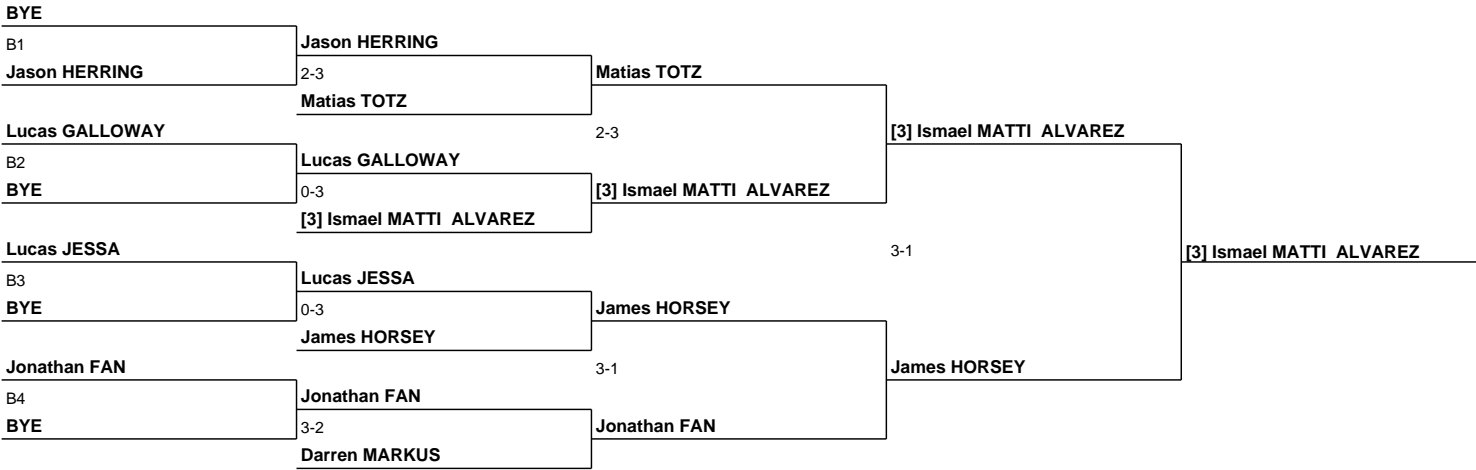 BYE
B1
Jason HERRING
Jason HERRING
2-3
Matias TOTZ
Matias TOTZ
Lucas GALLOWAY
2-3
[3] Ismael MATTI  ALVAREZ
B2
Lucas GALLOWAY
BYE
0-3
[3] Ismael MATTI  ALVAREZ
[3] Ismael MATTI  ALVAREZ
Lucas JESSA
3-1
[3] Ismael MATTI  ALVAREZ
B3
Lucas JESSA
BYE
0-3
James HORSEY
James HORSEY
Jonathan FAN
3-1
James HORSEY
B4
Jonathan FAN
BYE
3-2
Jonathan FAN
Darren MARKUS